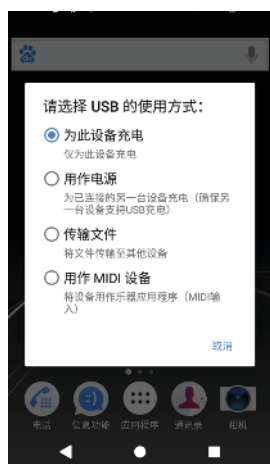 请选择 USB 的使用方式：
为此设备充电
仅为此设备充电
用作电源
为已连接的另一台设备充电（确保另
一台设备支持USB充电）
传输文件
将文件传输至其他设备
用作 MIDI 设备
将设备用作乐器应用程序（MIDI输
入）
取消
电话 信息功能 应用程序 通讯录 相机